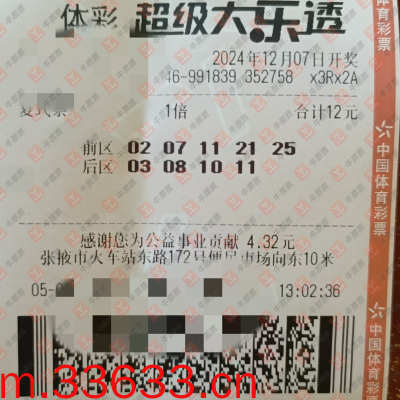 体彩 超级大乐透
2024年12月07日开奖
16-991839 352758 x3Rx2A
复式票 1倍 合计12元
前区 02 07 11 21 25
后区 03 08 10 11
感谢您为公益事业贡献 4.32元
张掖市火车站东路172号便民市场向东10米
05- 13:02:36
m.33633.cn
体育彩票
中国体育彩票
中国体育彩票